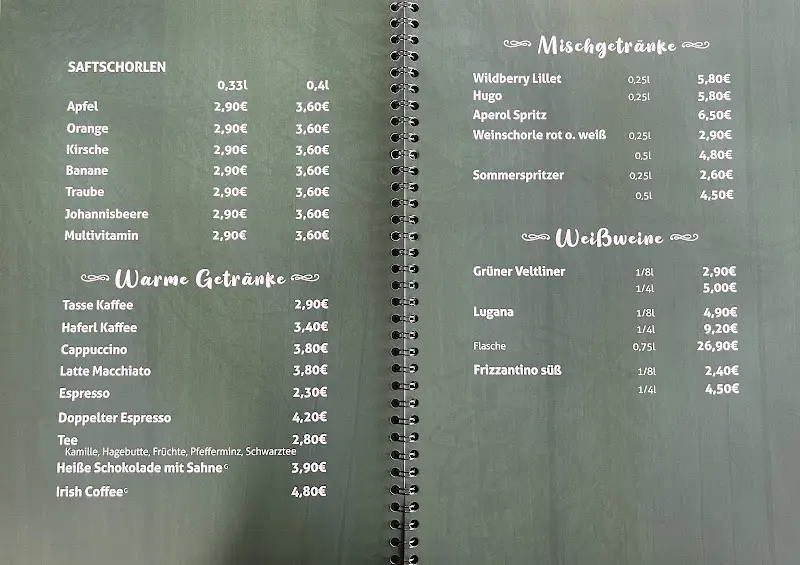 SAFTSCHORLEN
0,33l 0,4l
Apfel 2,90€ 3,60€
Orange 2,90€ 3,60€
Kirsche 2,90€ 3,60€
Banane 2,90€ 3,60€
Traube 2,90€ 3,60€
Johannisbeere 2,90€ 3,60€
Multivitamin 2,90€ 3,60€
Warme Getränke
Tasse Kaffee 2,90€
Haferl Kaffee 3,40€
Cappuccino 3,80€
Latte Macchiato 3,80€
Espresso 2,30€
Doppelter Espresso 4,20€
Tee 2,80€
Kamille, Hagebutte, Früchte, Pfefferminz, Schwarztee
Heiße Schokolade mit Sahne G 3,90€
Irish Coffee G 4,80€
Mischgetränke
Wildberry Lillet 0,25l 5,80€
Hugo 0,25l 5,80€
Aperol Spritz 6,50€
Weinschorle rot o. weiß 0,25l 2,90€
0,5l 4,80€
Sommerspritzer 0,25l 2,60€
0,5l 4,50€
Weißweine
Grüner Veltliner 1/8l 2,90€
1/4l 5,00€
Lugana 1/8l 4,90€
1/4l 9,20€
Flasche 0,75l 26,90€
Frizzantino süß 1/8l 2,40€
1/4l 4,50€